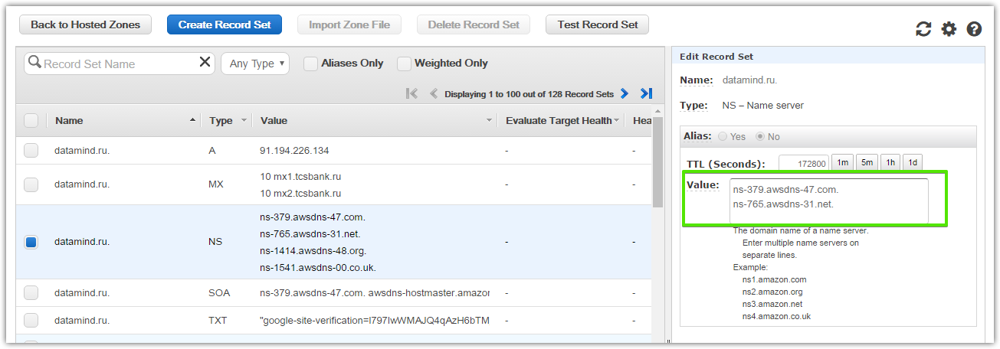 Back to Hosted Zones Create Record Set Import Zone File Delete Record Set Test Record Set
Record Set Name Any Type Aliases Only Weighted Only
Displaying 1 to 100 out of 128 Record Sets
Name Type Value Evaluate Target Health Hea
datamind.ru. A 91.194.226.134 - -
datamind.ru. MX 10 mx1.tcsbank.ru - -
10 mx2.tcsbank.ru
ns-379.awsdns-47.com.
ns-765.awsdns-31.net.
datamind.ru. NS - -
ns-1414.awsdns-48.org.
ns-1541.awsdns-00.co.uk.
datamind.ru. SOA ns-379.awsdns-47.com. awsdns-hostmaster.amazon - -
datamind.ru. TXT "google-site-verification=I797IwWMAJQ4qAzH6bTM - -
Edit Record Set
Name: datamind.ru.
Type: NS – Name server
Alias: Yes No
TTL (Seconds): 172800 1m 5m 1h 1d
Value: ns-379.awsdns-47.com.
ns-765.awsdns-31.net.
The domain name of a name server.
Enter multiple name servers on
separate lines.
Example:
ns1.amazon.com
ns2.amazon.org
ns3.amazon.net
ns4.amazon.co.uk